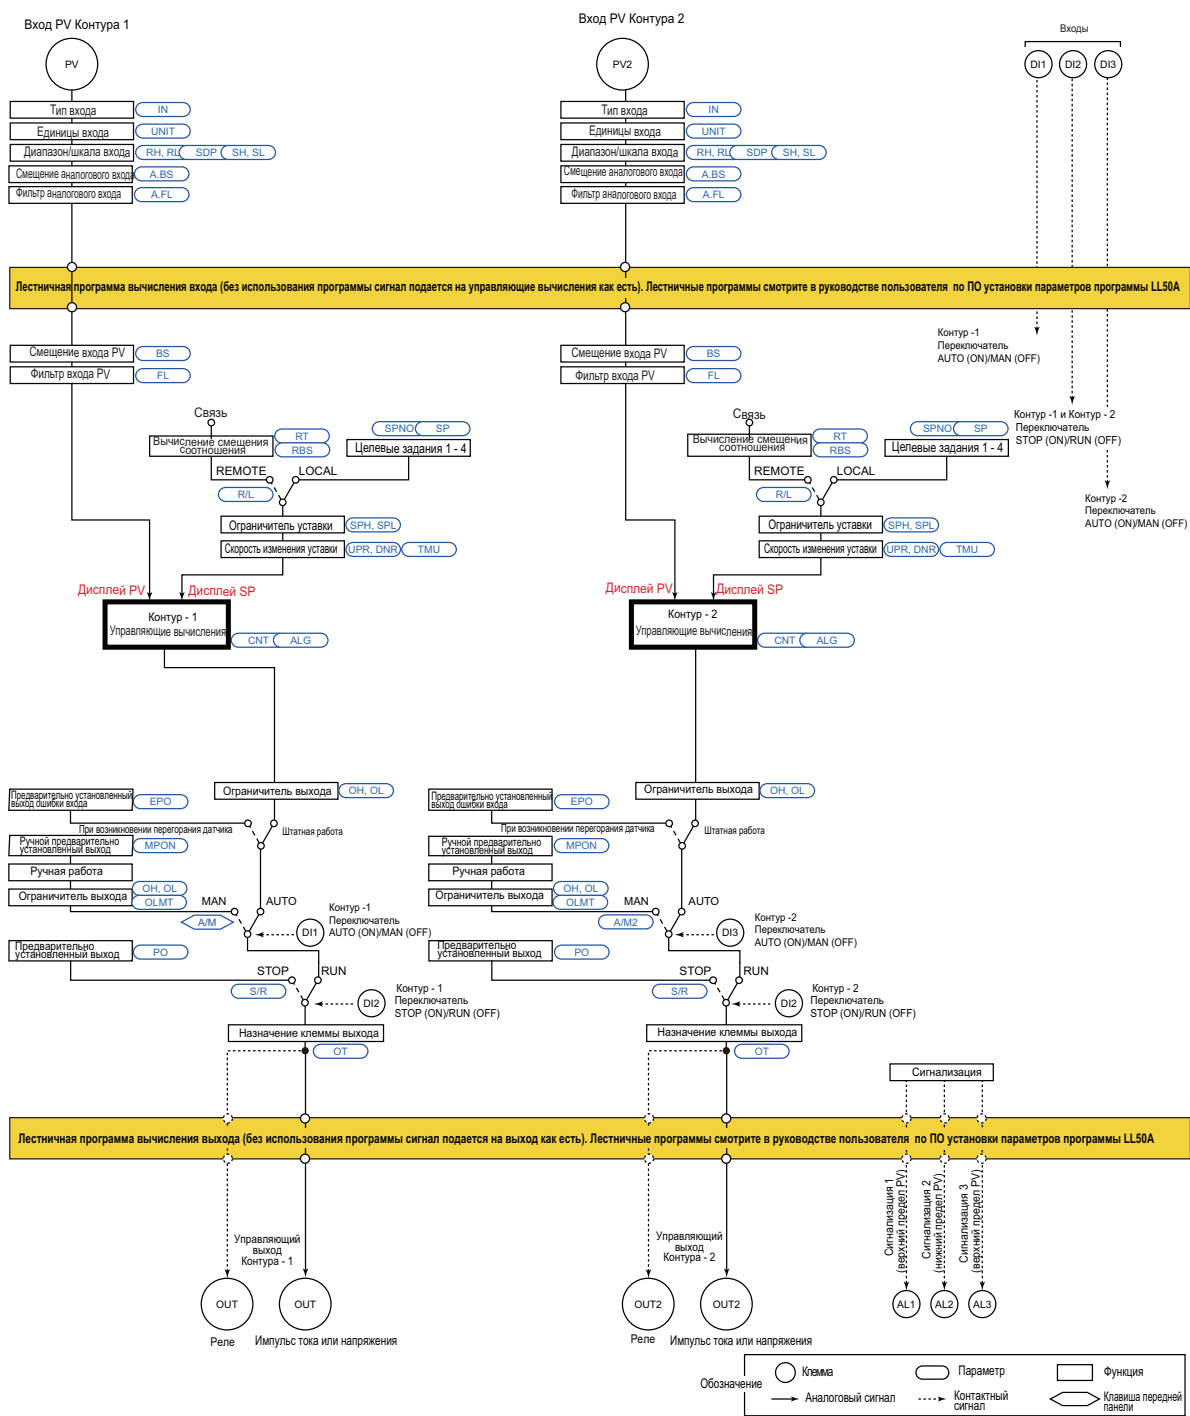 Вход PV Контура 1
Вход PV Контура 2
Входы
PV
PV2
DI1
DI2
DI3
Тип входа
IN
Единицы входа
UNIT
Диапазон/шкала входа
RH, RL
SDP
SH, SL
Смещение аналогового входа
A.BS
Фильтр аналогового входа
A.FL
Тип входа
IN
Единицы входа
UNIT
Диапазон/шкала входа
RH, RL
SDP
SH, SL
Смещение аналогового входа
A.BS
Фильтр аналогового входа
A.FL
Лестничная программа вычисления входа (без использования программы сигнал подается на управляющие вычисления как есть). Лестничные программы смотрите в руководстве пользователя по ПО установки параметров программы LL50A
Контур -1
Переключатель
AUTO (ON)/MAN (OFF)
Контур -1 и Контур - 2
Переключатель
STOP (ON)/RUN (OFF)
Контур -2
Переключатель
AUTO (ON)/MAN (OFF)
Смещение входа PV
BS
Фильтр входа PV
FL
Связь
Вычисление смещения
соотношения
RT
RBS
SPNO
SP
Целевые задания 1 - 4
REMOTE
LOCAL
R/L
Ограничитель уставки
SPH, SPL
Скорость изменения уставки
UPR, DNR
TMU
Дисплей PV
Дисплей SP
Контур - 1
Управляющие вычисления
CNT
ALG
Смещение входа PV
BS
Фильтр входа PV
FL
Связь
Вычисление смещения
соотношения
RT
RBS
SPNO
SP
Целевые задания 1 - 4
REMOTE
LOCAL
R/L
Ограничитель уставки
SPH, SPL
Скорость изменения уставки
UPR, DNR
TMU
Дисплей PV
Дисплей SP
Контур - 2
Управляющие вычисления
CNT
ALG
Предварительно установленный
выход ошибки входа
EPO
Ограничитель выхода
OH, OL
При возникновении перегорания датчика
Штатная работа
Ручной предварительно
установленный выход
MPON
Ручная работа
Ограничитель выхода
OH, OL
OLMT
MAN
AUTO
A/M
DI1
Контур -1
Переключатель
AUTO (ON)/MAN (OFF)
Предварительно
установленный выход
PO
STOP
RUN
S/R
DI2
Контур - 1
Переключатель
STOP (ON)/RUN (OFF)
Назначение клеммы выхода
OT
Предварительно установленный
выход ошибки входа
EPO
Ограничитель выхода
OH, OL
При возникновении перегорания датчика
Штатная работа
Ручной предварительно
установленный выход
MPON
Ручная работа
Ограничитель выхода
OH, OL
OLMT
MAN
AUTO
A/M2
DI3
Контур -2
Переключатель
AUTO (ON)/MAN (OFF)
Предварительно
установленный выход
PO
STOP
RUN
S/R
DI2
Контур - 2
Переключатель
STOP (ON)/RUN (OFF)
Назначение клеммы выхода
OT
Сигнализация
Лестничная программа вычисления выхода (без использования программы сигнал подается на выход как есть). Лестничные программы смотрите в руководстве пользователя по ПО установки параметров программы LL50A
Управляющий
выход
Контура - 1
OUT
OUT
Реле
Импульс тока или напряжения
Управляющий
выход
Контура - 2
OUT2
OUT2
Реле
Импульс тока или напряжения
Сигнализация 1
(верхний предел PV)
Сигнализация 2
(нижний предел PV)
Сигнализация 3
(верхний предел PV)
AL1
AL2
AL3
Обозначение
Клемма
Параметр
Функция
Аналоговый сигнал
Контактный
сигнал
Клавиша передней
панели